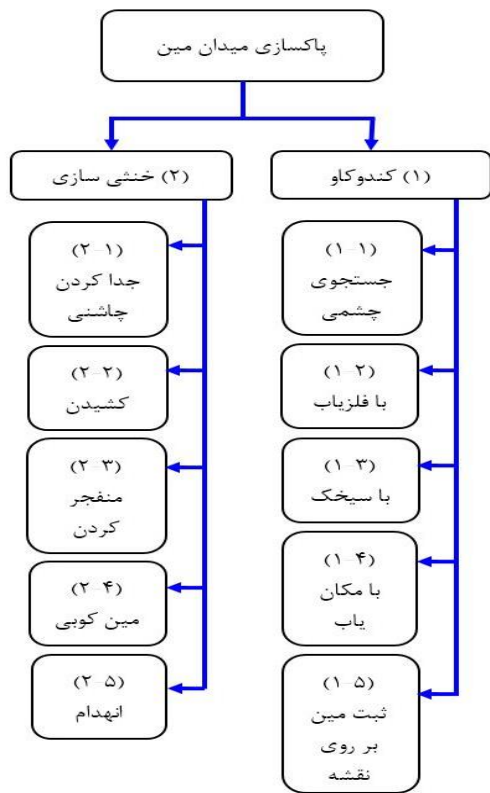 پاکسازی میدان مین
(۱) کندوکاو
(۱-۱)
جستجوی
چشمی
(۱-۲)
با فلزیاب
(۱-۳)
با سیخک
(۱-۴)
با مکان
یاب
(۱-۵)
ثبت مین
بر روی
نقشه
(۲) خنثی سازی
(۲-۱)
جدا کردن
چاشنی
(۲-۲)
کشیدن
(۲-۳)
منفجر
کردن
(۲-۴)
مین کوبی
(۲-۵)
انهدام